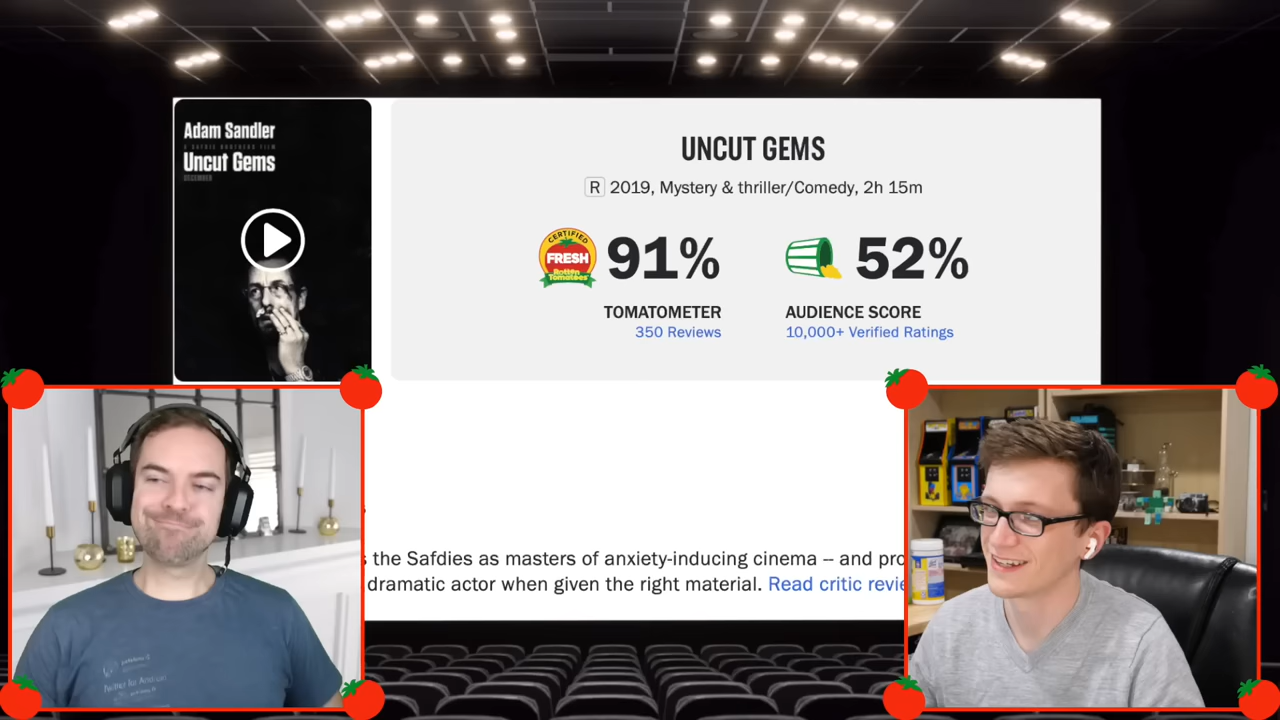 Adam Sandler
A SAFDIE BROTHERS FILM
Uncut Gems
DECEMBER
UNCUT GEMS
R 2019, Mystery & thriller/Comedy, 2h 15m
CERTIFIED
FRESH
Rotten
Tomatoes
91%
52%
TOMATOMETER
AUDIENCE SCORE
350 Reviews
10,000+ Verified Ratings
s the Safdies as masters of anxiety-inducing cinema -- and pro
dramatic actor when given the right material. Read critic revie